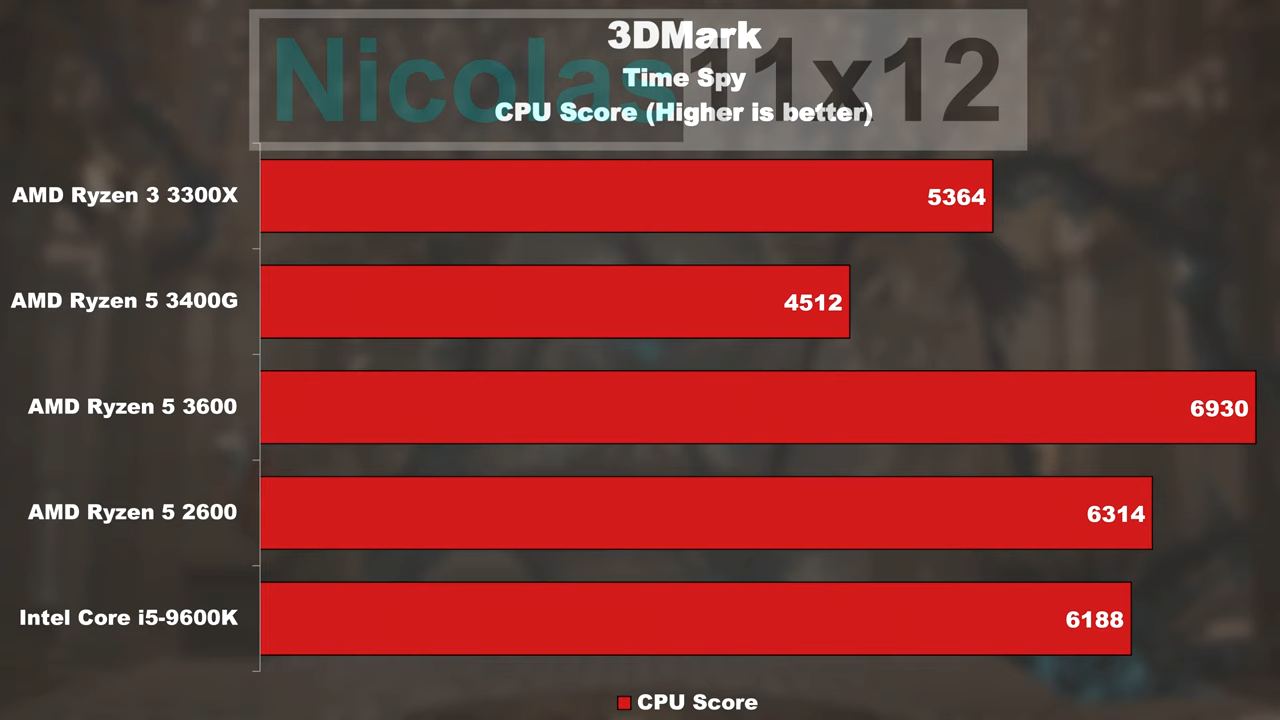 Nicolas11x12
3DMark
Time Spy
CPU Score (Higher is better)
AMD Ryzen 3 3300X
5364
AMD Ryzen 5 3400G
4512
AMD Ryzen 5 3600
6930
AMD Ryzen 5 2600
6314
Intel Core i5-9600K
6188
CPU Score